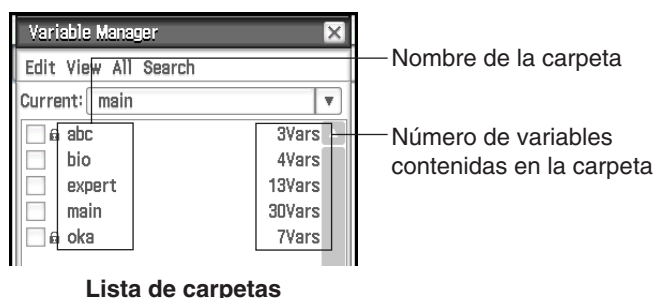 Variable Manager
Edit View All Search
Current: main
abc 3Vars
bio 4Vars
expert 13Vars
main 30Vars
oka 7Vars
Nombre de la carpeta
Número de variables
contenidas en la carpeta
Lista de carpetas